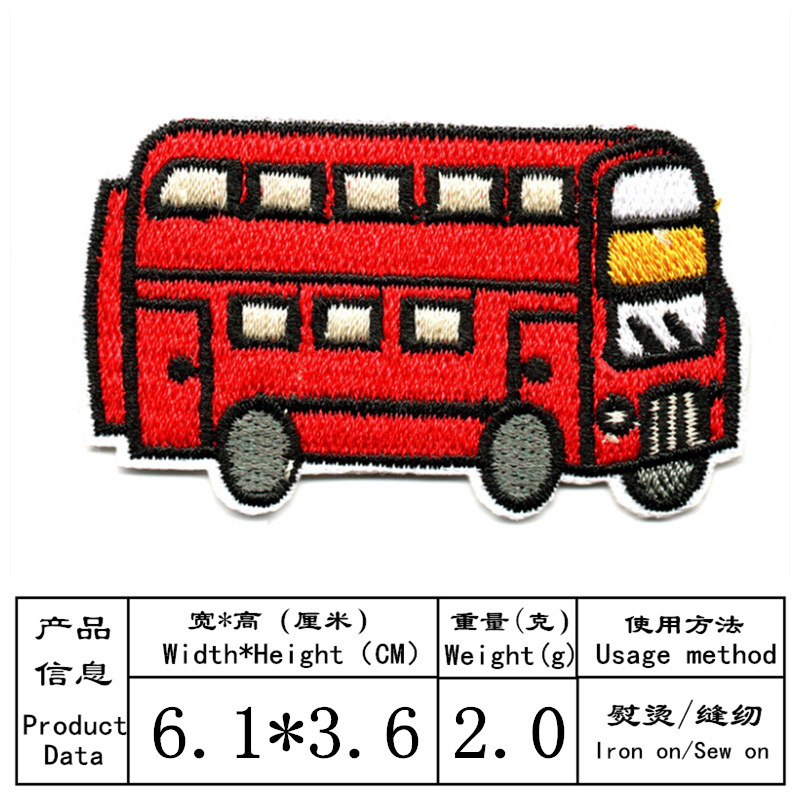 产品
信息
Product
Data
宽*高 (厘米)
Width*Height (CM)
重量(克)
Weight(g)
使用方法
Usage method
6.1*3.6
2.0
熨烫/缝纫
Iron on/Sew on